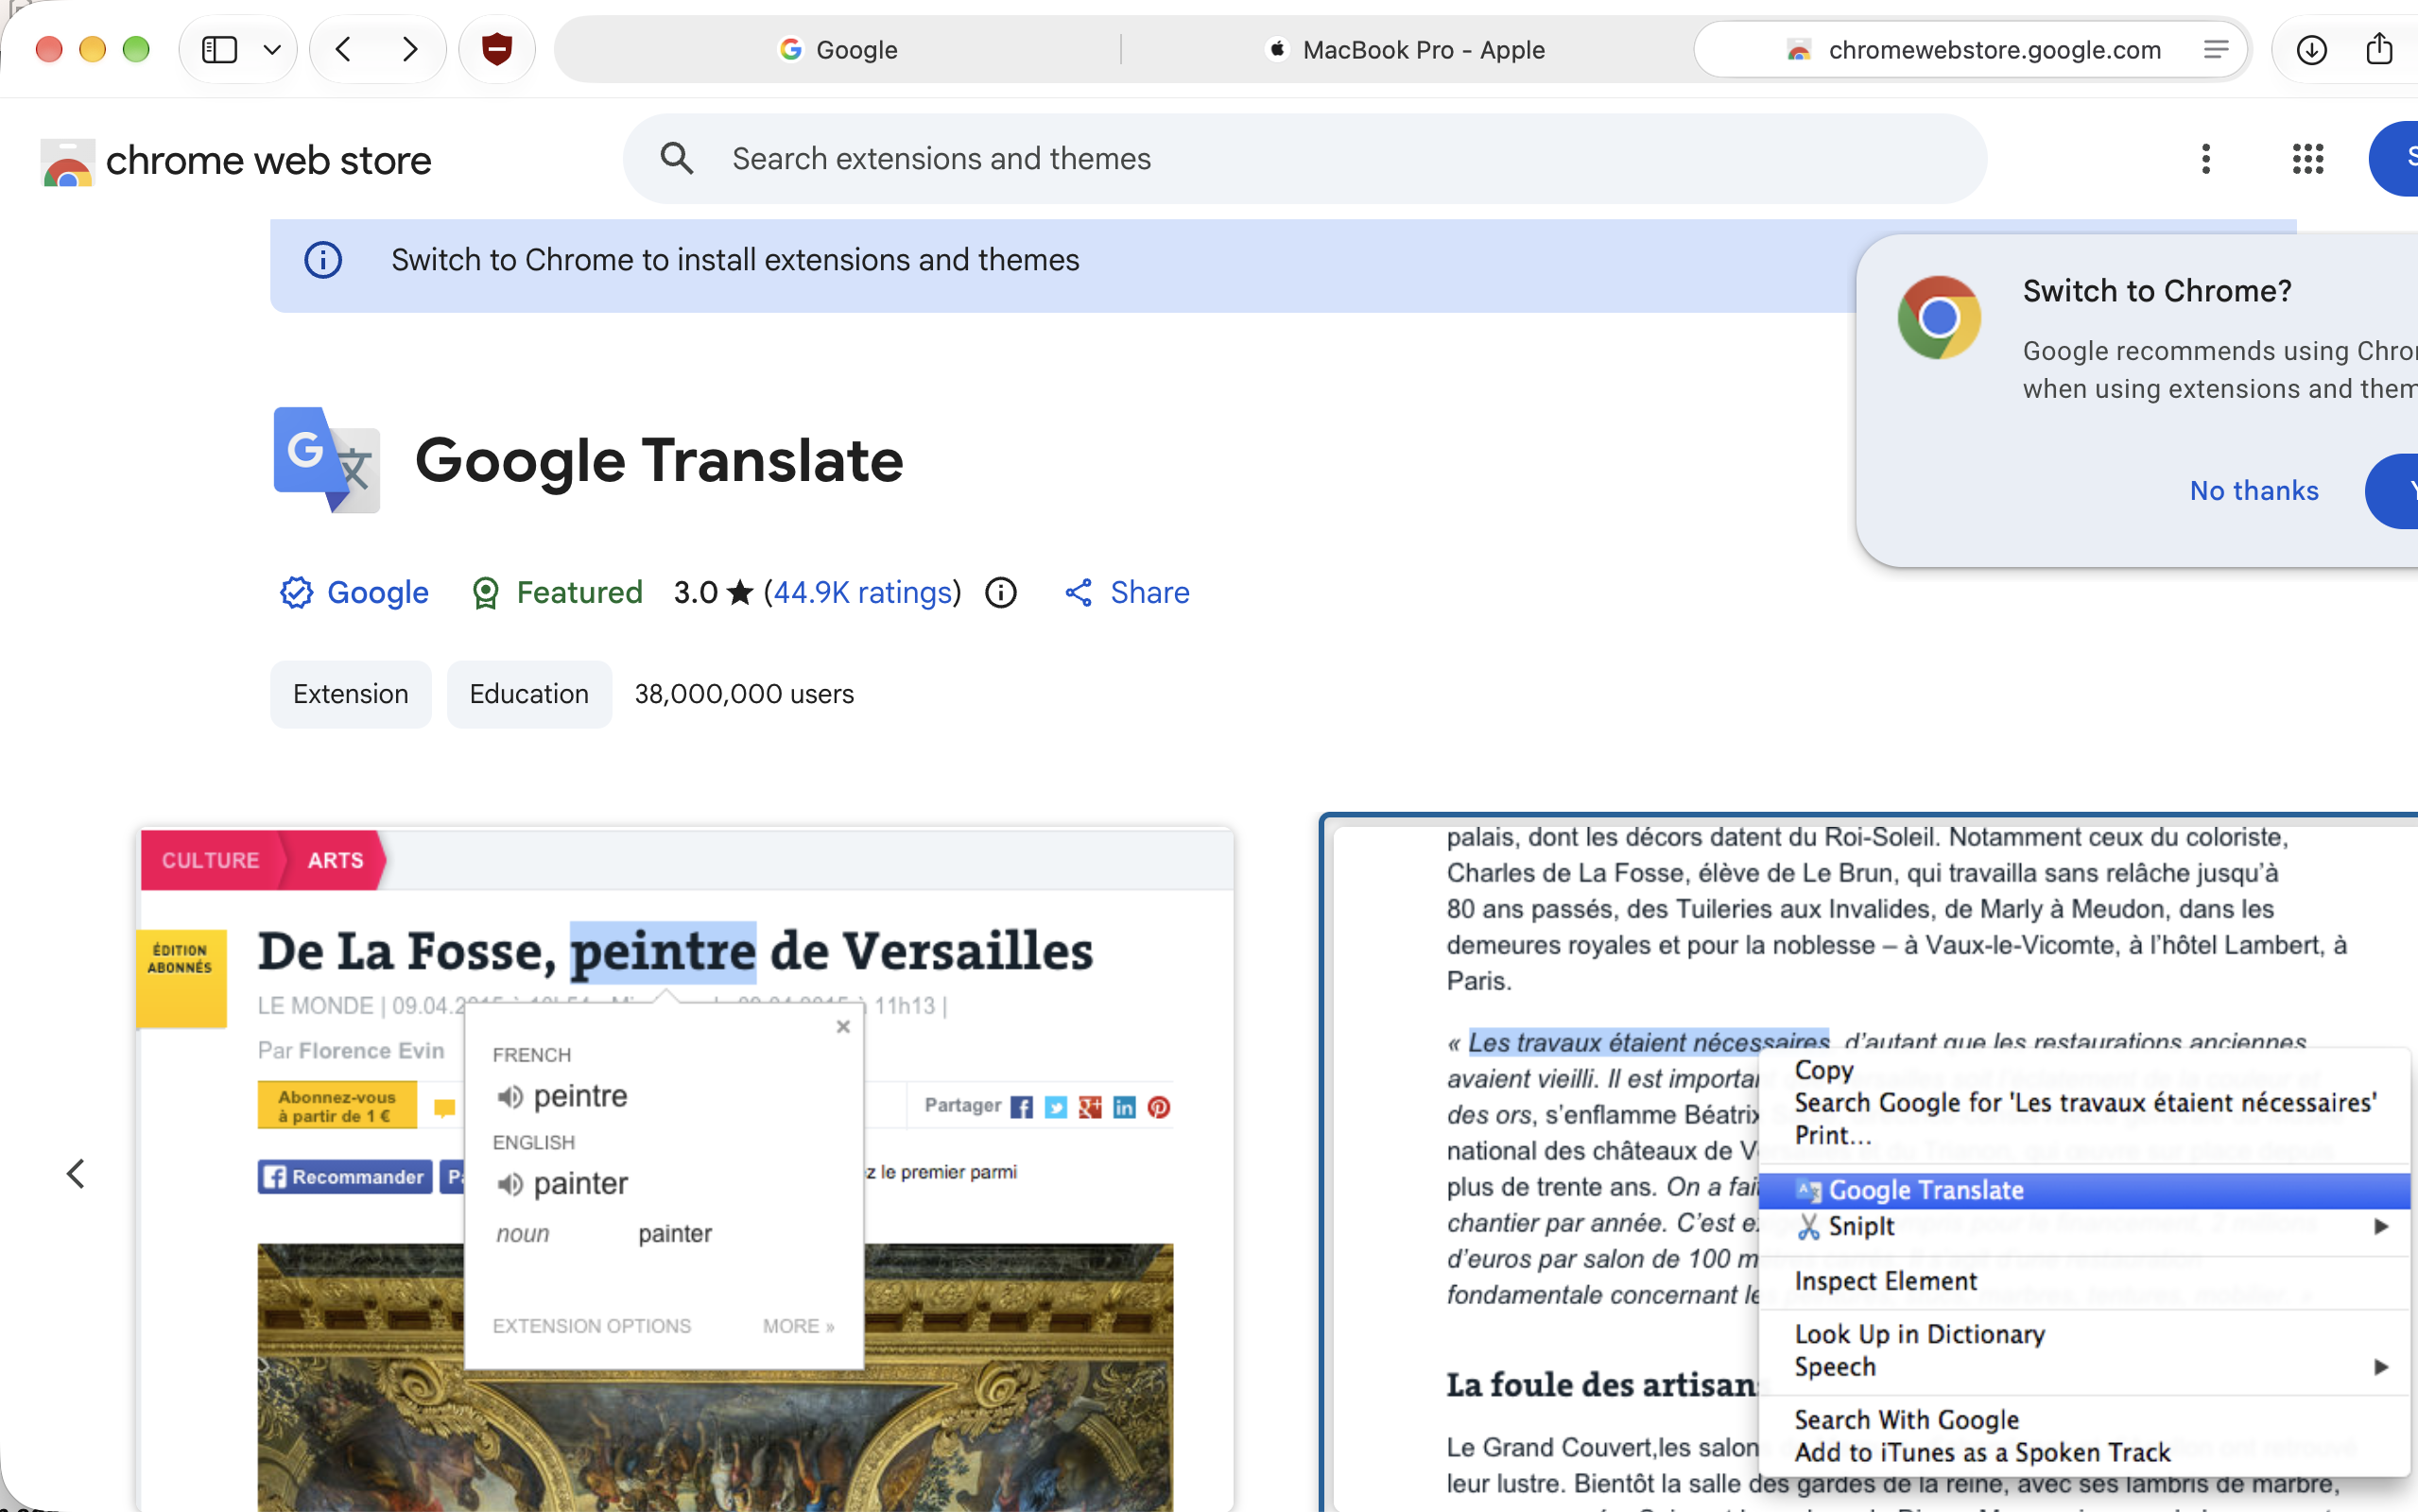 Google
MacBook Pro - Apple
chromewebstore.google.com
chrome web store
Search extensions and themes
Switch to Chrome to install extensions and themes
Switch to Chrome?
Google recommends using
when using extensions and
No thanks
Google Translate
Google
Featured
3.0 ★ (44.9K ratings)
Share
Extension
Education
38,000,000 users
CULTURE
ARTS
ÉDITION
ABONNÉS
De La Fosse, peintre de Versailles
LE MONDE | 09.04. 11h13 |
Par Florence Evin
Abonnez-vous
à partir de 1 €
Partager
Recommander
z le premier parmi
×
FRENCH
peintre
ENGLISH
painter
noun painter
EXTENSION OPTIONS
MORE »
palais, dont les décors datent du Roi-Soleil. Notamment ceux du coloriste,
Charles de La Fosse, élève de Le Brun, qui travailla sans relâche jusqu’à
80 ans passés, des Tuileries aux Invalides, de Marly à Meudon, dans les
demeures royales et pour la noblesse – à Vaux-le-Vicomte, à l’hôtel Lambert, à
Paris.
« Les travaux étaient nécessaires, d’autant que les restaurations anciennes
avaient vieilli. Il est
des ors, s’enflamme Béatrix
national des châteaux de
plus de trente ans. On a
chantier par année. C’est
d’euros par salon de 100
fondamentale concernant
La foule des artisans
Le Grand Couvert,les salon
leur lustre. Bientôt la salle des gardes de la reine, avec ses lambris de marbre,
Copy
Search Google for 'Les travaux étaient nécessaires'
Print...
Google Translate
SnipIt
Inspect Element
Look Up in Dictionary
Speech
Search With Google
Add to iTunes as a Spoken Track